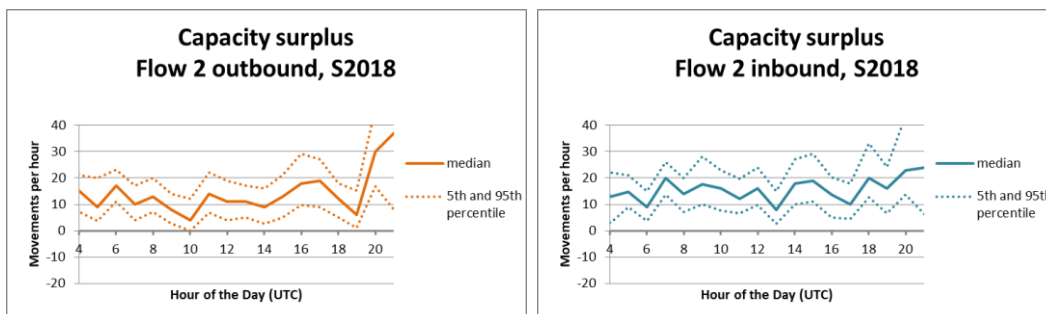 Capacity surplus
Flow 2 outbound, S2018
Movements per hour
40
30
20
10
0
-10
-20
4
6
8
10
12
14
16
18
20
Hour of the Day (UTC)
median
5th and 95th
percentile
Capacity surplus
Flow 2 inbound, S2018
Movements per hour
40
30
20
10
0
-10
-20
4
6
8
10
12
14
16
18
20
Hour of the Day (UTC)
median
5th and 95th
percentile